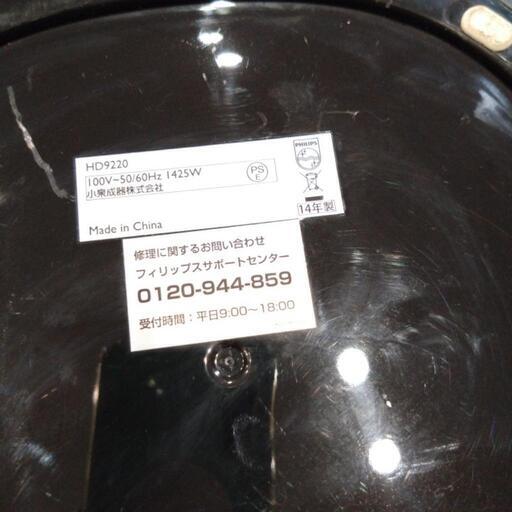 HD9220
100V~50/60Hz 1425W
小泉成器株式会社
PS
E
PHILIPS
14年製
Made in China
修理に関するお問い合わせ
フィリップスサポートセンター
0120-944-859
受付時間:平日9:00~18:00